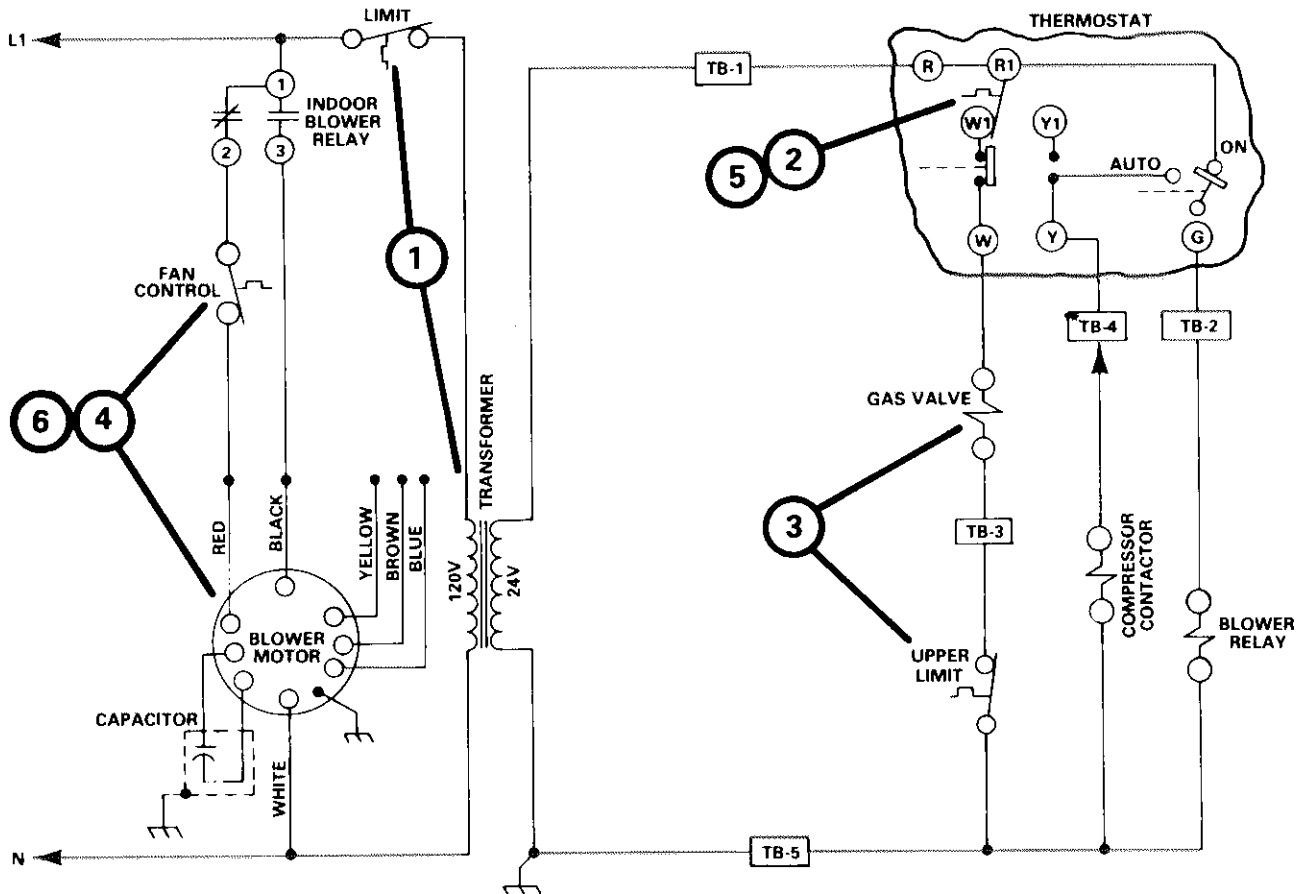 LIMIT
THERMOSTAT
L1
TB-1
R
R1
1
INDOOR
BLOWER
RELAY
W1
Y1
ON
2
3
5
2
AUTO
W
Y
G
1
FAN
CONTROL
*TB-4
TB-2
GAS VALVE
6
4
TRANSFORMER
RED
BLACK
YELLOW
BROWN
BLUE
3
TB-3
120V
24V
COMPRESSOR
CONTACTOR
BLOWER
MOTOR
BLOWER
RELAY
UPPER
LIMIT
CAPACITOR
WHITE
N
TB-5